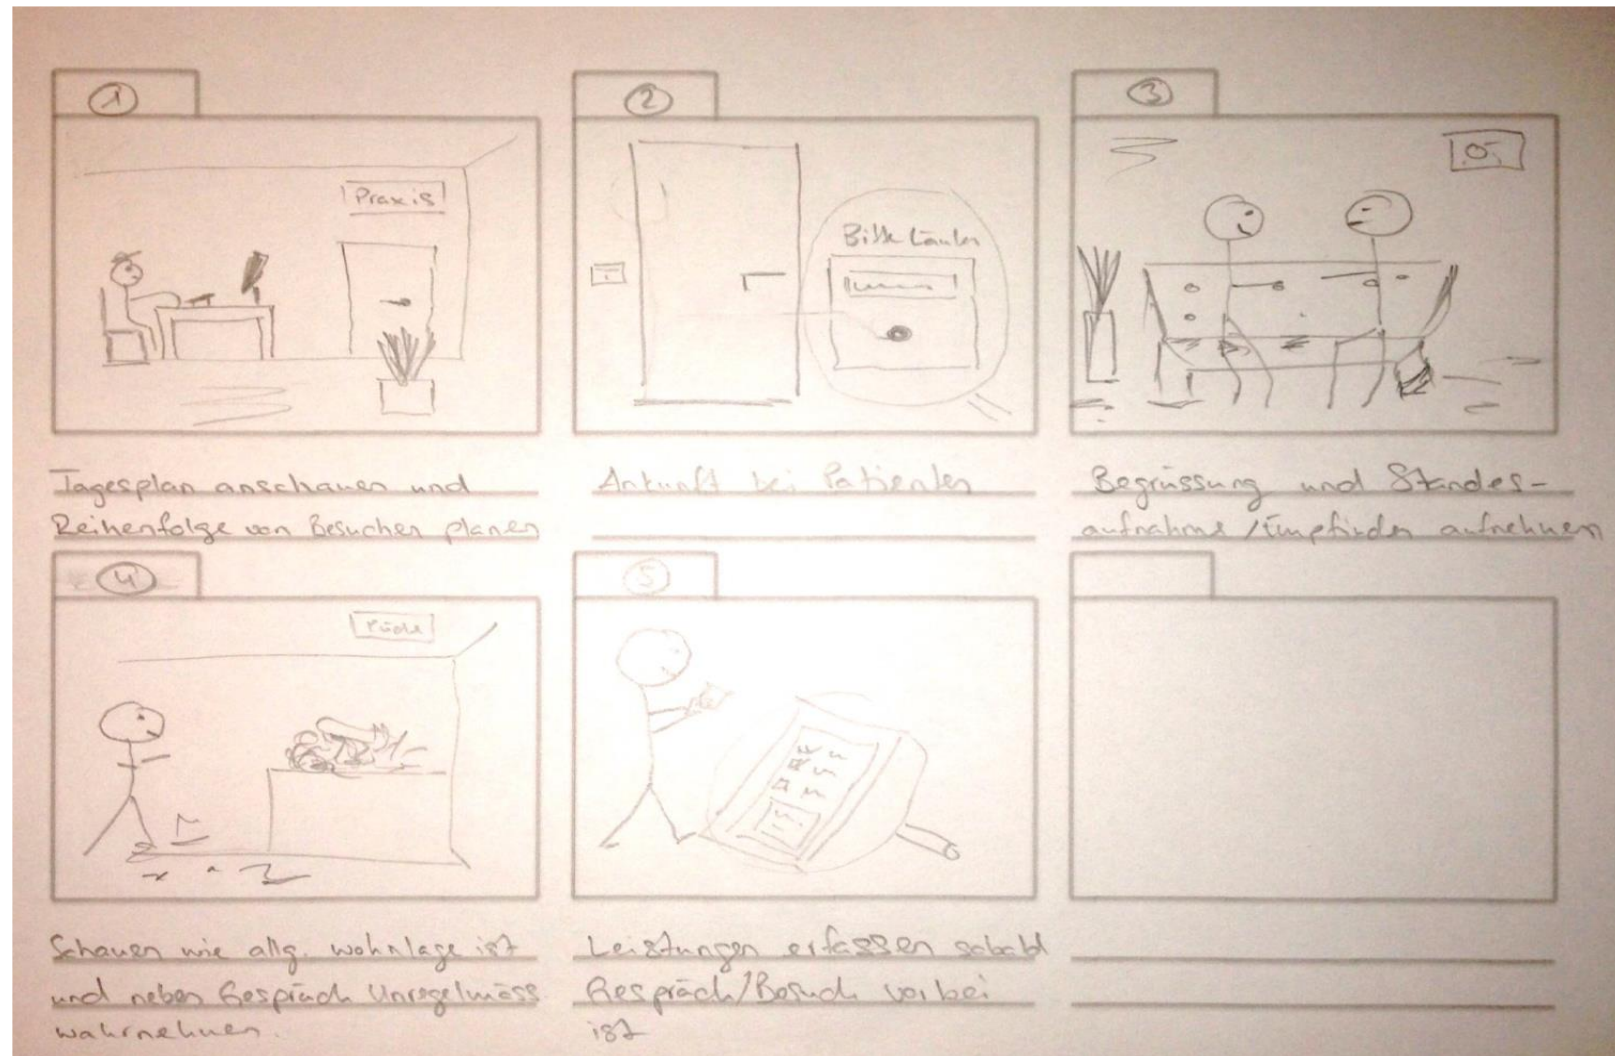 1
Praxis
Tagesplan anschauen und
Reihenfolge von Besuchen planen
2
Bitte Läuten
Ankunft bei Patienten
3
Begrüssung und Standes-
aufnahme / Empfinden aufnehmen
4
Küche
Schauen wie allg. wohnlage ist
und neben Gespräch Unregelmäss.
wahrnehmen.
5
Leistungen erfassen sobald
Gespräch/Besuch vorbei
ist